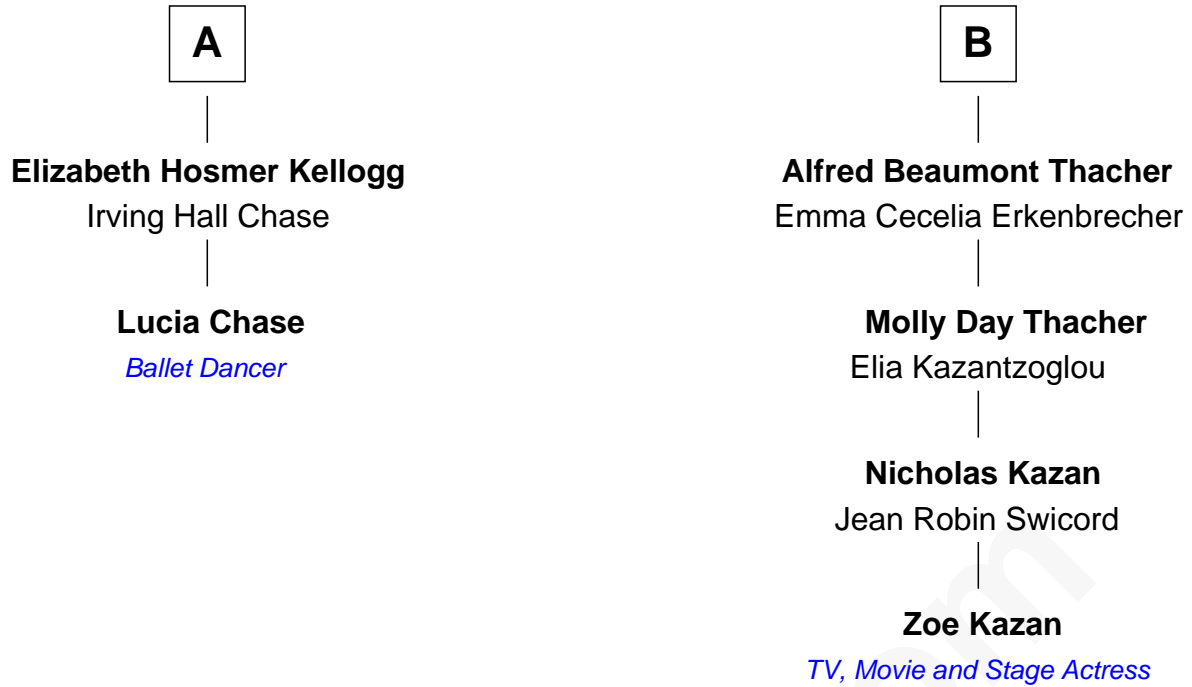 A
Elizabeth Hosmer Kellogg
Irving Hall Chase
Lucia Chase
Ballet Dancer
B
Alfred Beaumont Thacher
Emma Cecelia Erkenbrecher
Molly Day Thacher
Elia Kazantzoglou
Nicholas Kazan
Jean Robin Swicord
Zoe Kazan
TV, Movie and Stage Actress